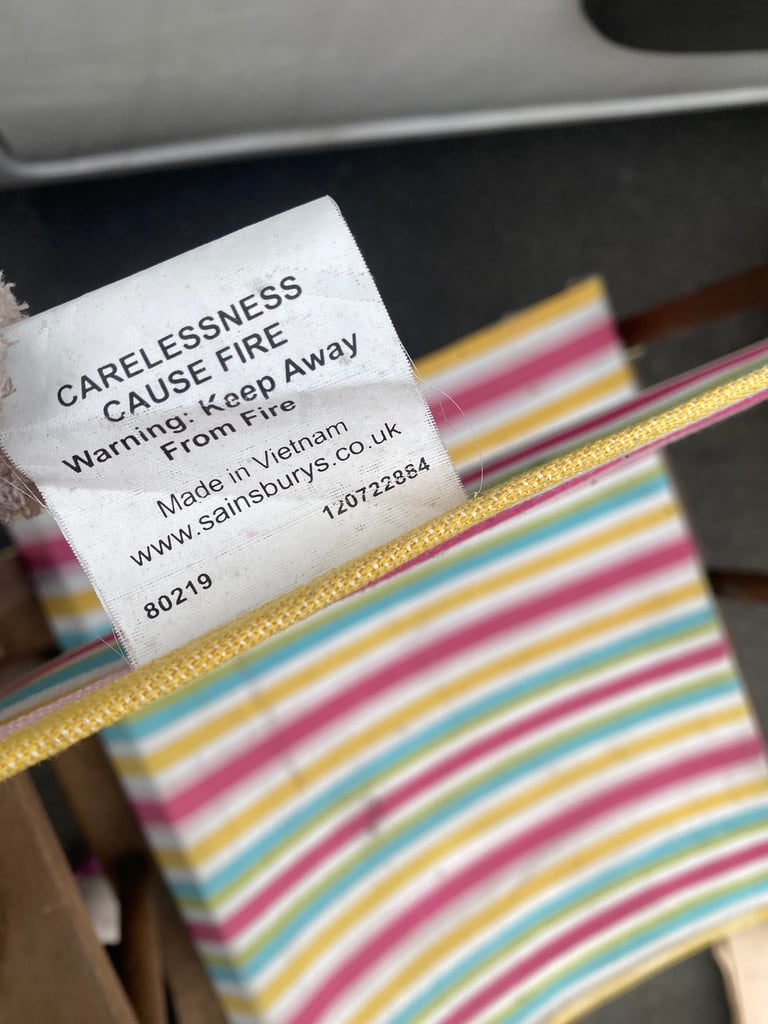 CARELESSNESS
CAUSE FIRE
Warning: Keep Away
From Fire
Made in Vietnam
www.sainsburys.co.uk
120722884
80219